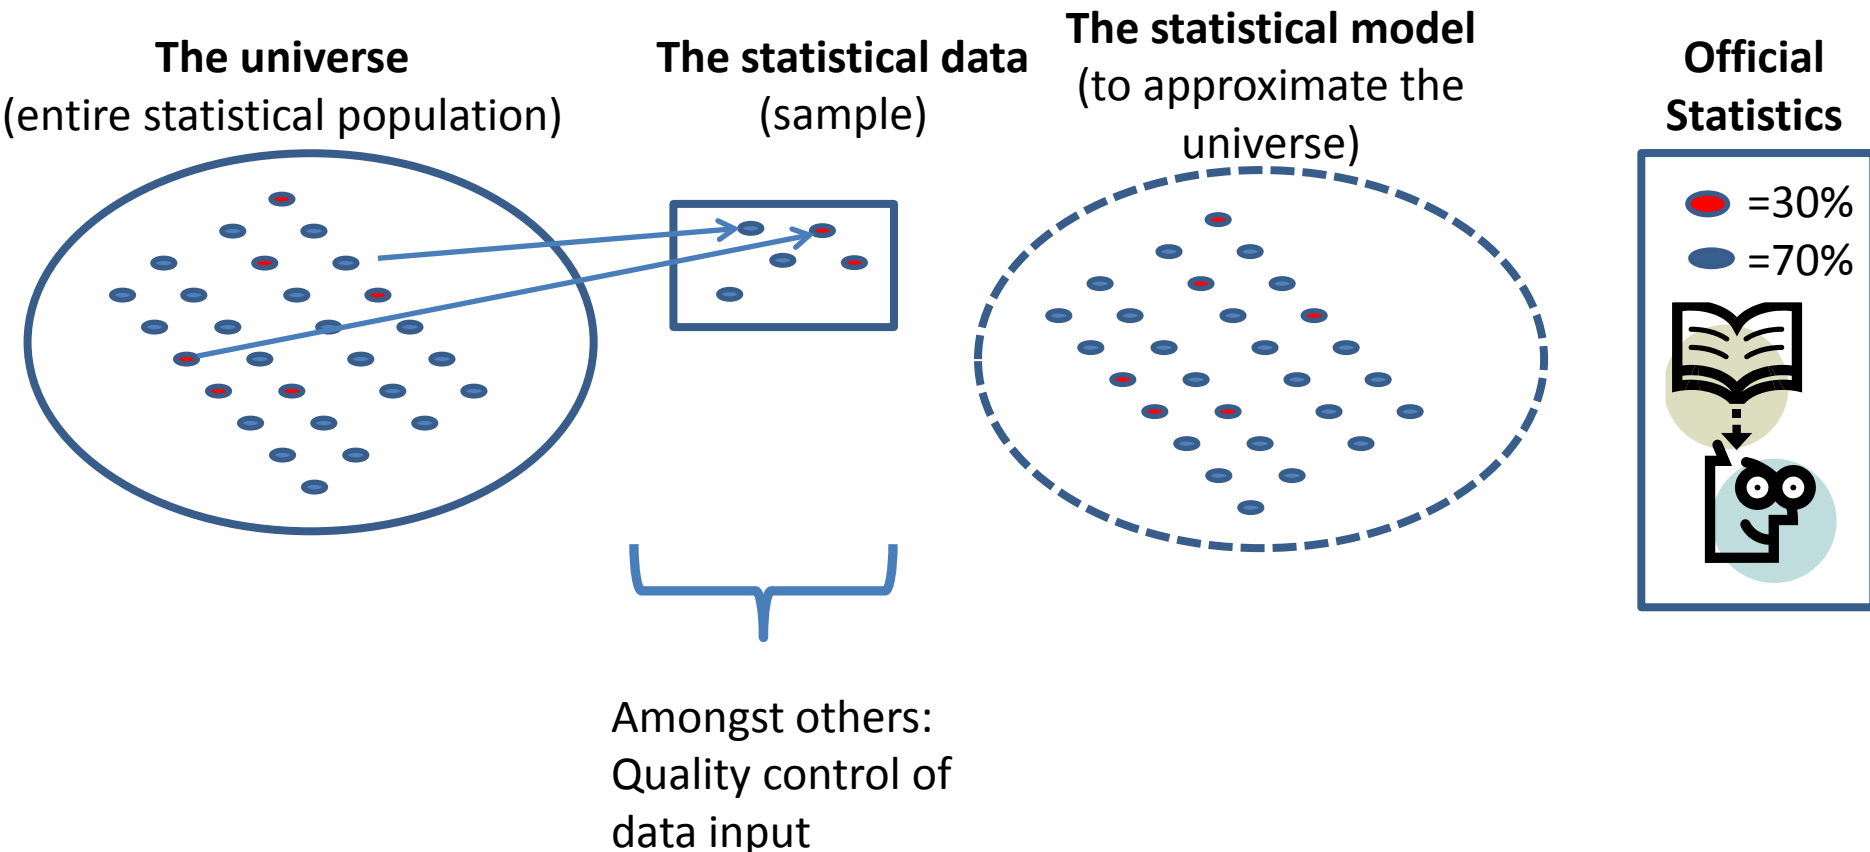 The universe
(entire statistical population)
The statistical data
(sample)
The statistical model
(to approximate the
universe)
Official
Statistics
=30%
=70%
Amongst others:
Quality control of
data input